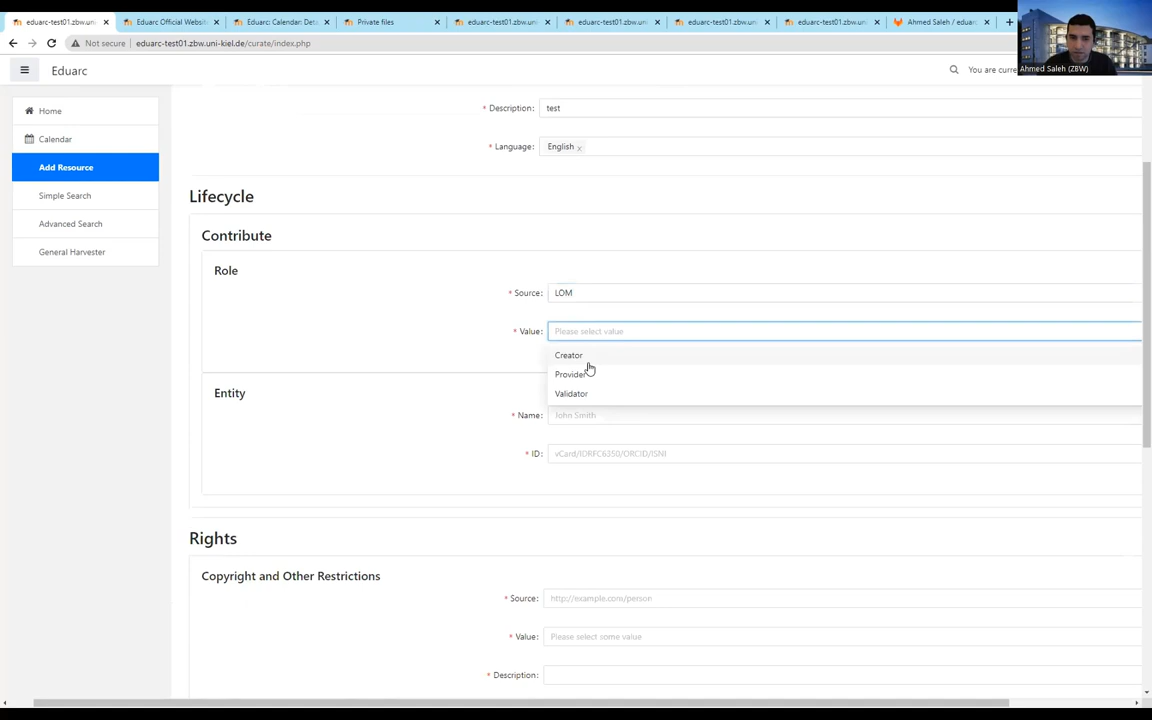 eduarc-test01.zbw.uni-kiel.de/ Eduarc Official Website Eduarc: Calendar: Deta Private files eduarc-test01.zbw.uni- eduarc-test01.zbw.uni- eduarc-test01.zbw.uni- eduarc-test01.zbw.uni- Ahmed Saleh / eduarc
Not secure eduarc-test01.zbw.uni-kiel.de/curate/index.php
Ahmed Saleh (ZBW)
Eduarc You are curre
Home
Calendar
Add Resource
Simple Search
Advanced Search
General Harvester
* Description: test
* Language: English x
Lifecycle
Contribute
Role
* Source: LOM
* Value: Please select value
Creator
Provider
Validator
Entity
* Name: John Smith
* ID: vCard/IDRFC6350/ORCID/ISNI
Rights
Copyright and Other Restrictions
* Source: http://example.com/person
* Value: Please select some value
* Description: